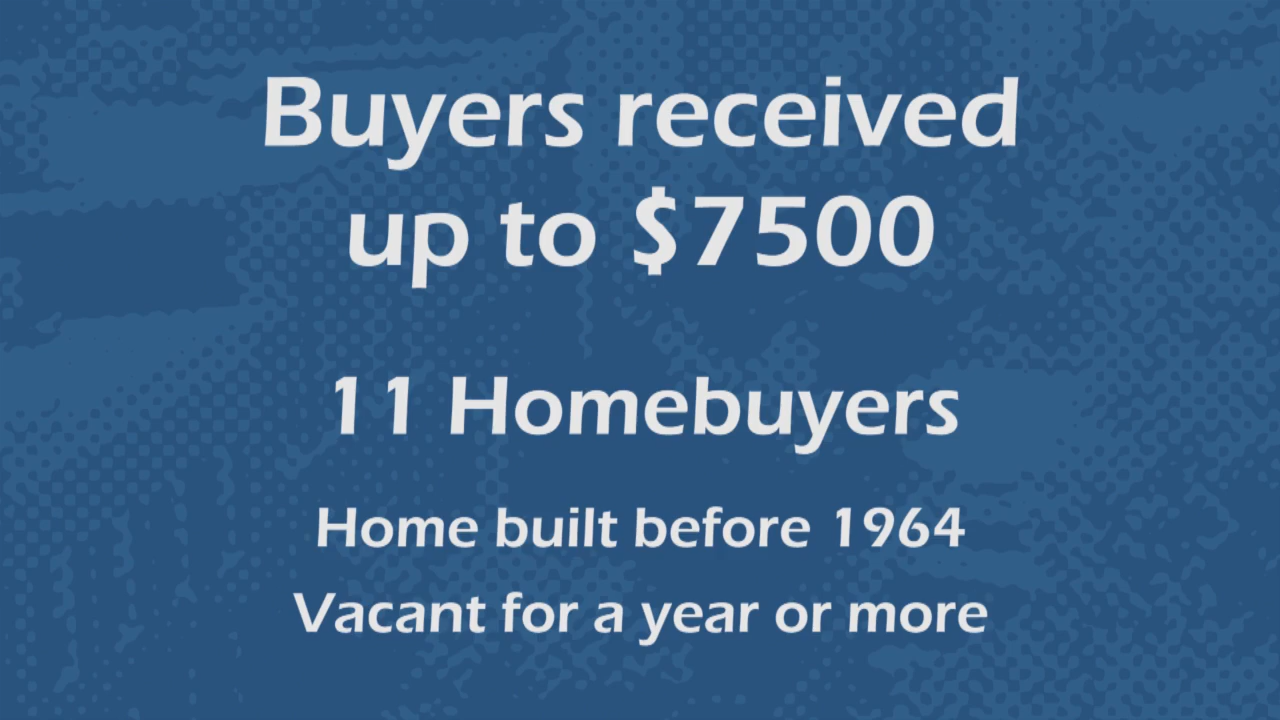 Buyers received
up to $7500
11 Homebuyers
Home built before 1964
Vacant for a year or more